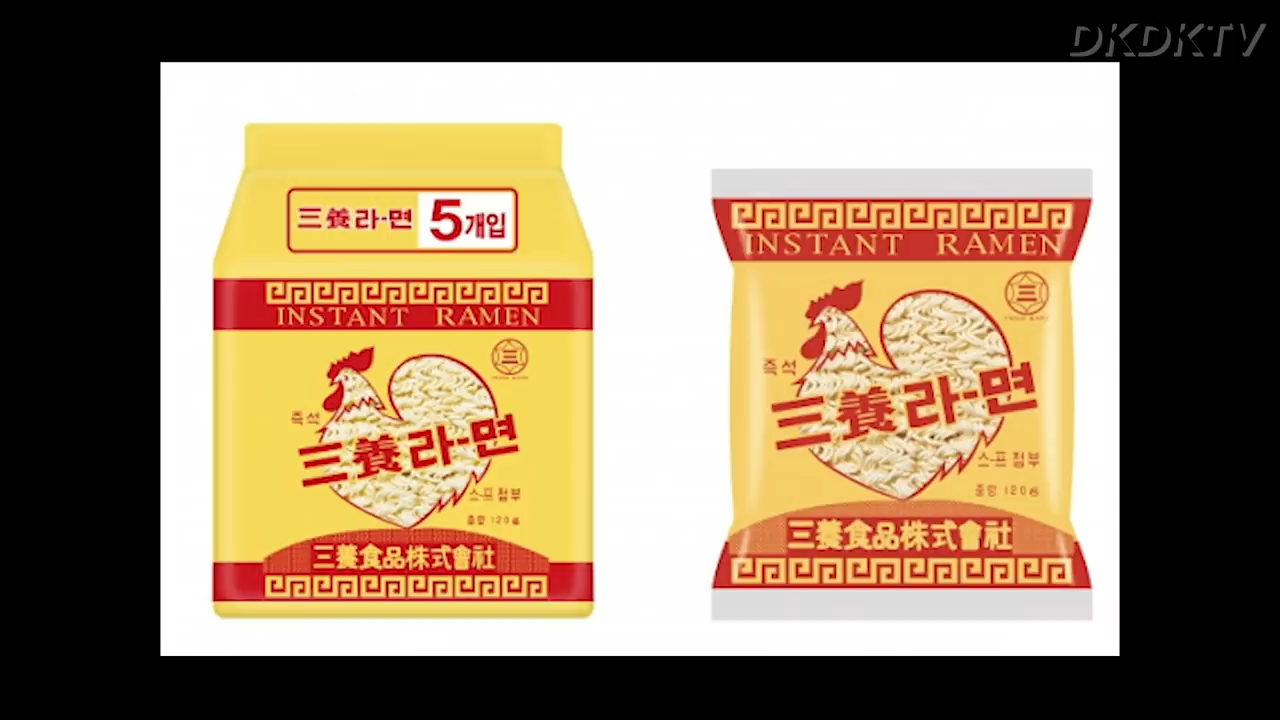 DKDKTV
三養라-면 5개입
INSTANT RAMEN
三
즉석
三養라-면
스프첨부
중량 120g
三養食品株式會社
INSTANT RAMEN
三
즉석
三養라-면
스프첨부
중량 120g
三養食品株式會社